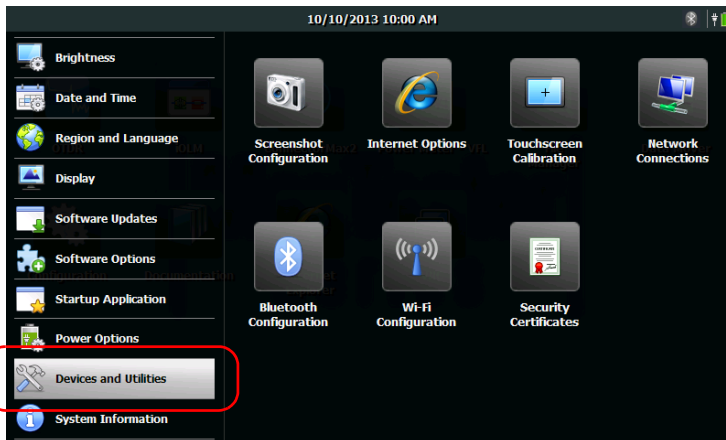 10/10/2013 10:00 AM
Brightness
Date and Time
Region and Language
Display
Software Updates
Software Options
Startup Application
Power Options
Devices and Utilities
System Information
Screenshot
Configuration
Internet Options
Touchscreen
Calibration
Network
Connections
Bluetooth
Configuration
Wi-Fi
Configuration
Security
Certificates